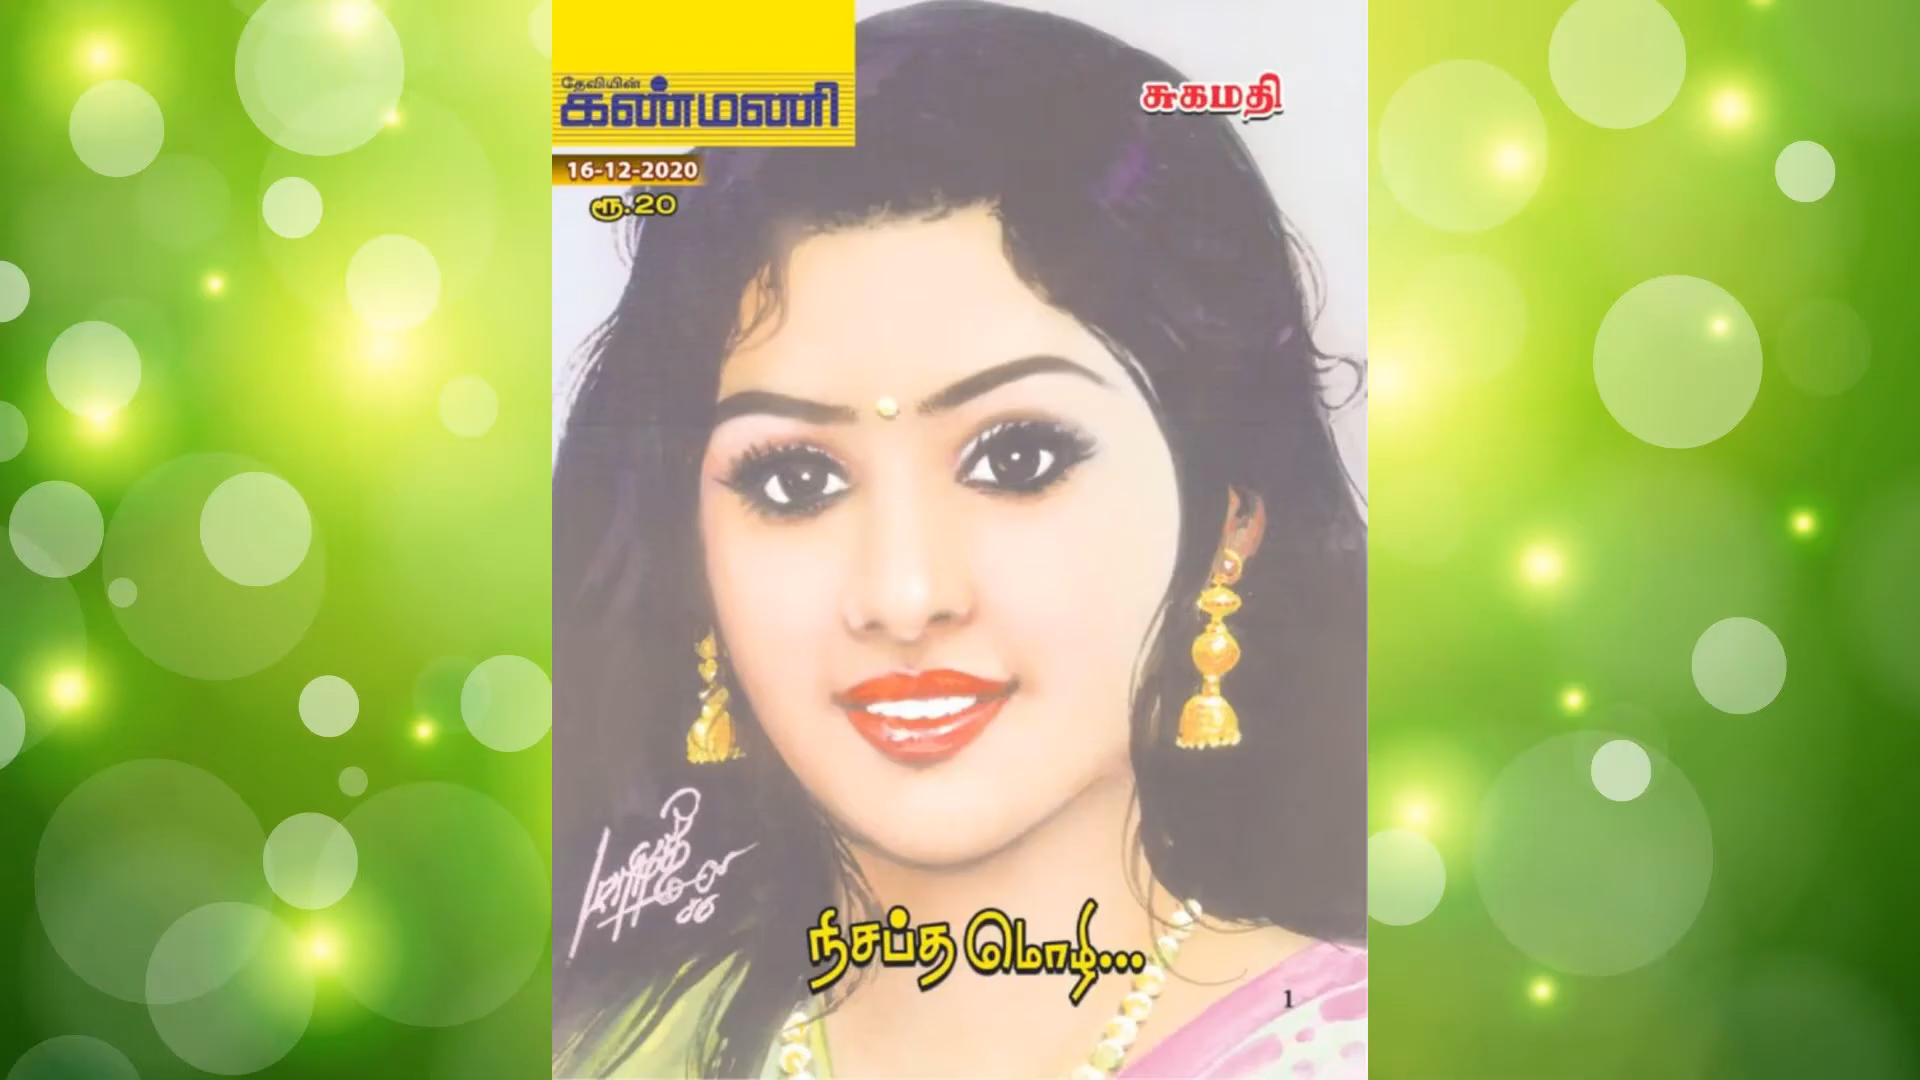 தேவியின்
கண்மணி
சுகமதி
16-12-2020
ரூ.20
நிசப்த மொழி...
1